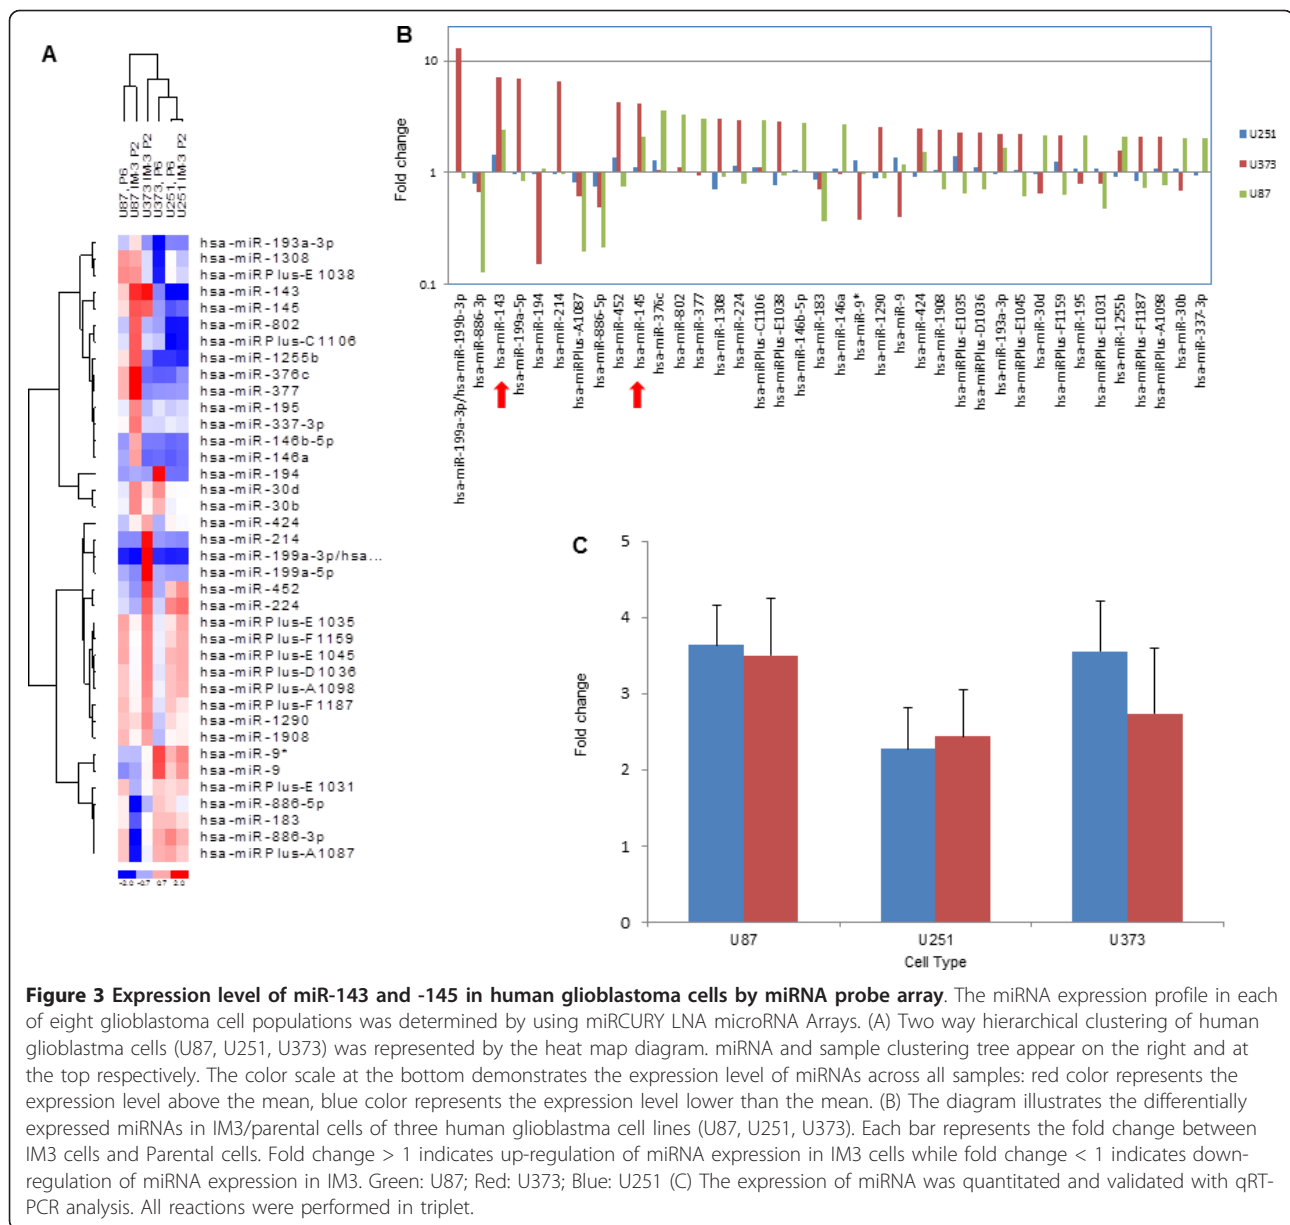 A
U87, P6
U87 IM-3 P2
U373 IM-3 P2
U373, P6
U251, P6
U251 IM-3 P2
hsa-miR-193a-3p
hsa-miR-1308
hsa-miRPlus-E1038
hsa-miR-143
hsa-miR-145
hsa-miR-802
hsa-miRPlus-C1106
hsa-miR-1255b
hsa-miR-376c
hsa-miR-377
hsa-miR-195
hsa-miR-337-3p
hsa-miR-146b-5p
hsa-miR-146a
hsa-miR-194
hsa-miR-30d
hsa-miR-30b
hsa-miR-424
hsa-miR-214
hsa-miR-199a-3p/hsa...
hsa-miR-199a-5p
hsa-miR-452
hsa-miR-224
hsa-miRPlus-E1035
hsa-miRPlus-F1159
hsa-miRPlus-E1045
hsa-miRPlus-D1036
hsa-miRPlus-A1098
hsa-miRPlus-F1187
hsa-miR-1290
hsa-miR-1908
hsa-miR-9*
hsa-miR-9
hsa-miRPlus-E1031
hsa-miR-886-5p
hsa-miR-183
hsa-miR-886-3p
hsa-miRPlus-A1087
-2.0 -0.7 0.7 2.0
B
Fold change
10
1
0.1
U251
U373
U87
hsa-miR-199a-3p/hsa-miR-199b-3p
hsa-miR-886-3p
hsa-miR-143
hsa-miR-199a-5p
hsa-miR-194
hsa-miR-214
hsa-miRPlus-A1087
hsa-miR-886-5p
hsa-miR-452
hsa-miR-145
hsa-miR-376c
hsa-miR-802
hsa-miR-377
hsa-miR-1308
hsa-miR-224
hsa-miRPlus-C1106
hsa-miRPlus-E1038
hsa-miR-146b-5p
hsa-miR-183
hsa-miR-146a
hsa-miR-9*
hsa-miR-1290
hsa-miR-9
hsa-miR-424
hsa-miR-1908
hsa-miRPlus-E1035
hsa-miRPlus-D1036
hsa-miR-193a-3p
hsa-miRPlus-E1045
hsa-miR-30d
hsa-miRPlus-F1159
hsa-miR-195
hsa-miRPlus-E1031
hsa-miR-1255b
hsa-miRPlus-F1187
hsa-miRPlus-A1098
hsa-miR-30b
hsa-miR-337-3p
C
Fold change
5
4
3
2
1
0
U87
U251
U373
Cell Type
Figure 3 Expression level of miR-143 and -145 in human glioblastoma cells by miRNA probe array. The miRNA expression profile in each
of eight glioblastoma cell populations was determined by using miRCURY LNA microRNA Arrays. (A) Two way hierarchical clustering of human
glioblastma cells (U87, U251, U373) was represented by the heat map diagram. miRNA and sample clustering tree appear on the right and at
the top respectively. The color scale at the bottom demonstrates the expression level of miRNAs across all samples: red color represents the
expression level above the mean, blue color represents the expression level lower than the mean. (B) The diagram illustrates the differentially
expressed miRNAs in IM3/parental cells of three human glioblastma cell lines (U87, U251, U373). Each bar represents the fold change between
IM3 cells and Parental cells. Fold change > 1 indicates up-regulation of miRNA expression in IM3 cells while fold change < 1 indicates down-
regulation of miRNA expression in IM3. Green: U87; Red: U373; Blue: U251 (C) The expression of miRNA was quantitated and validated with qRT-
PCR analysis. All reactions were performed in triplet.